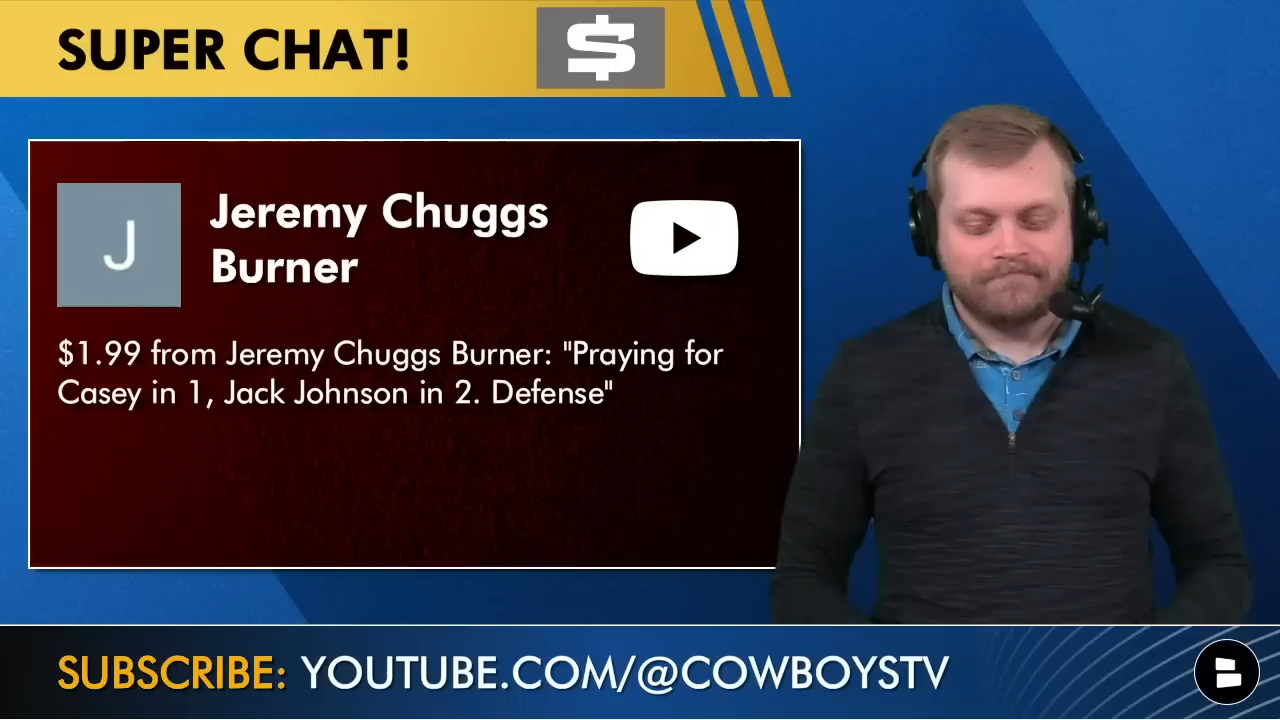 SUPER CHAT!
$
J
Jeremy Chuggs
Burner
$1.99 from Jeremy Chuggs Burner: "Praying for
Casey in 1, Jack Johnson in 2. Defense"
SUBSCRIBE: YOUTUBE.COM/@COWBOYSTV